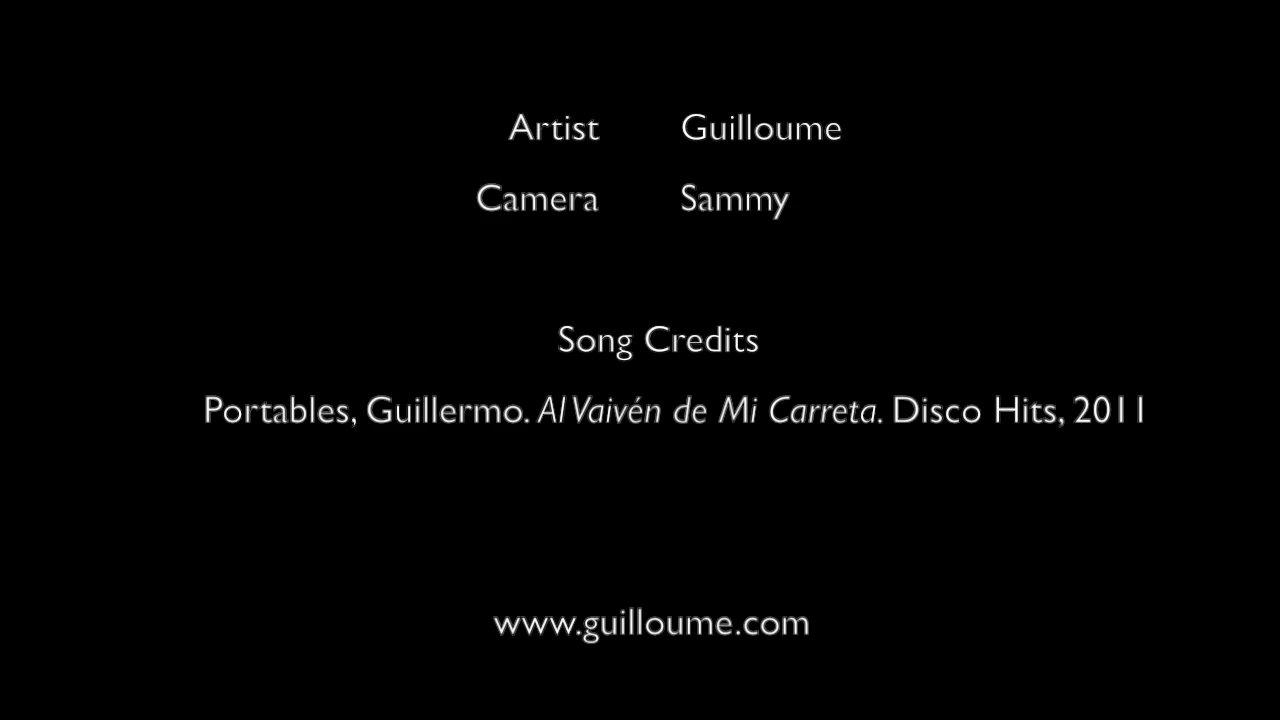 Artist Guilloume
Camera Sammy
Song Credits
Portables, Guillermo. Al Vaivén de Mi Carreta. Disco Hits, 2011
www.guilloume.com